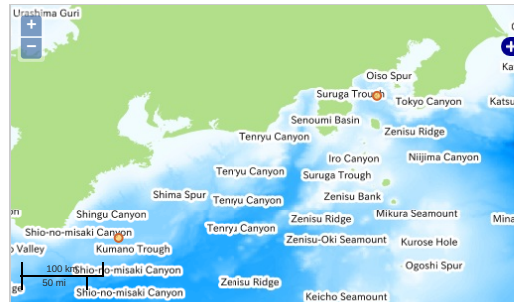 Urashima Guri
+
−
Oiso Spur
Suruga Trough
Tokyo Canyon
Katsu
Senoumi Basin
Zenisu Ridge
Tenryu Canyon
Iro Canyon
Niijima Canyon
Tenryu Canyon
Suruga Trough
Shima Spur
Tenryu Canyon
Zenisu Bank
Mikura Seamount
Shingu Canyon
Zenisu Ridge
Mina
Shio-no-misaki Canyon
Tenryu Canyon
Zenisu-Oki Seamount
Kurose Hole
o Valley
Kumano Trough
Ogoshi Spur
100 km
Shio-no-misaki Canyon
50 mi
Zenisu Ridge
Shio-no-misaki Canyon
Keicho Seamount